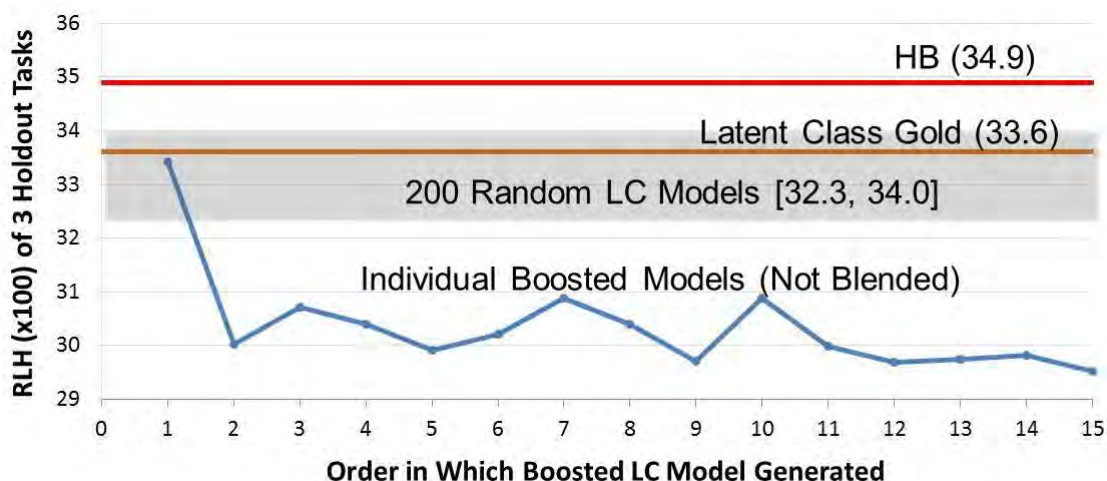 RLH (x100) of 3 Holdout Tasks
36
35
34
33
32
31
30
29
HB (34.9)
Latent Class Gold (33.6)
200 Random LC Models [32.3, 34.0]
Individual Boosted Models (Not Blended)
0 1 2 3 4 5 6 7 8 9 10 11 12 13 14 15
Order in Which Boosted LC Model Generated